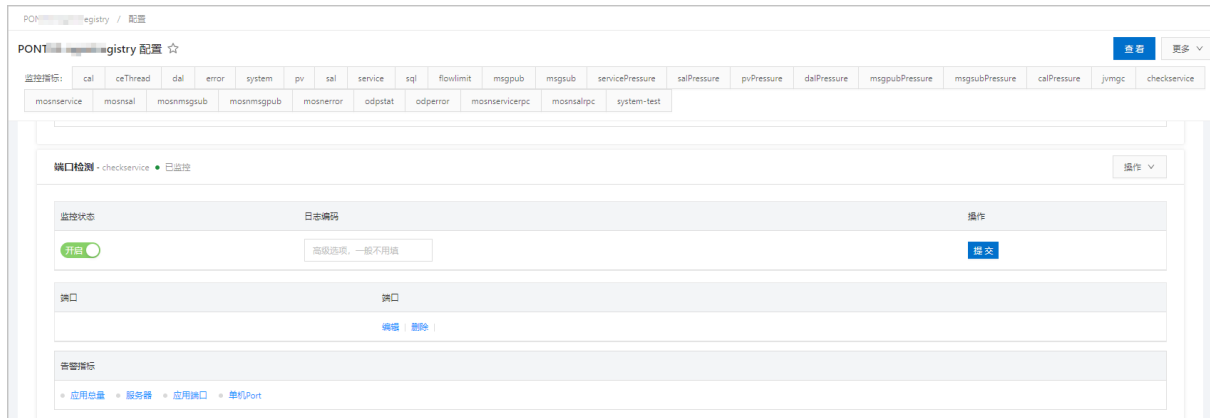 egistry / 配置
gistry 配置 ☆ 查看 更多
监控指标: cal ceThread dal error system pv sal service sql flowlimit msgpub msgsub servicePressure salPressure pvPressure dalPressure msgpubPressure msgsubPressure calPressure jvmgc checkservice
mosnservice mosnsal mosnmsgsub mosnmsgpub mosnerror odpstat odperror mosnservicerpc mosnsalrpc system-test
端口检测 - checkservice ● 已监控 操作
监控状态 日志编码 操作
开启 高级选项，一般不用填 提交
端口 端口
编辑 删除
告警指标
应用总量 服务器 应用端口 单机Port